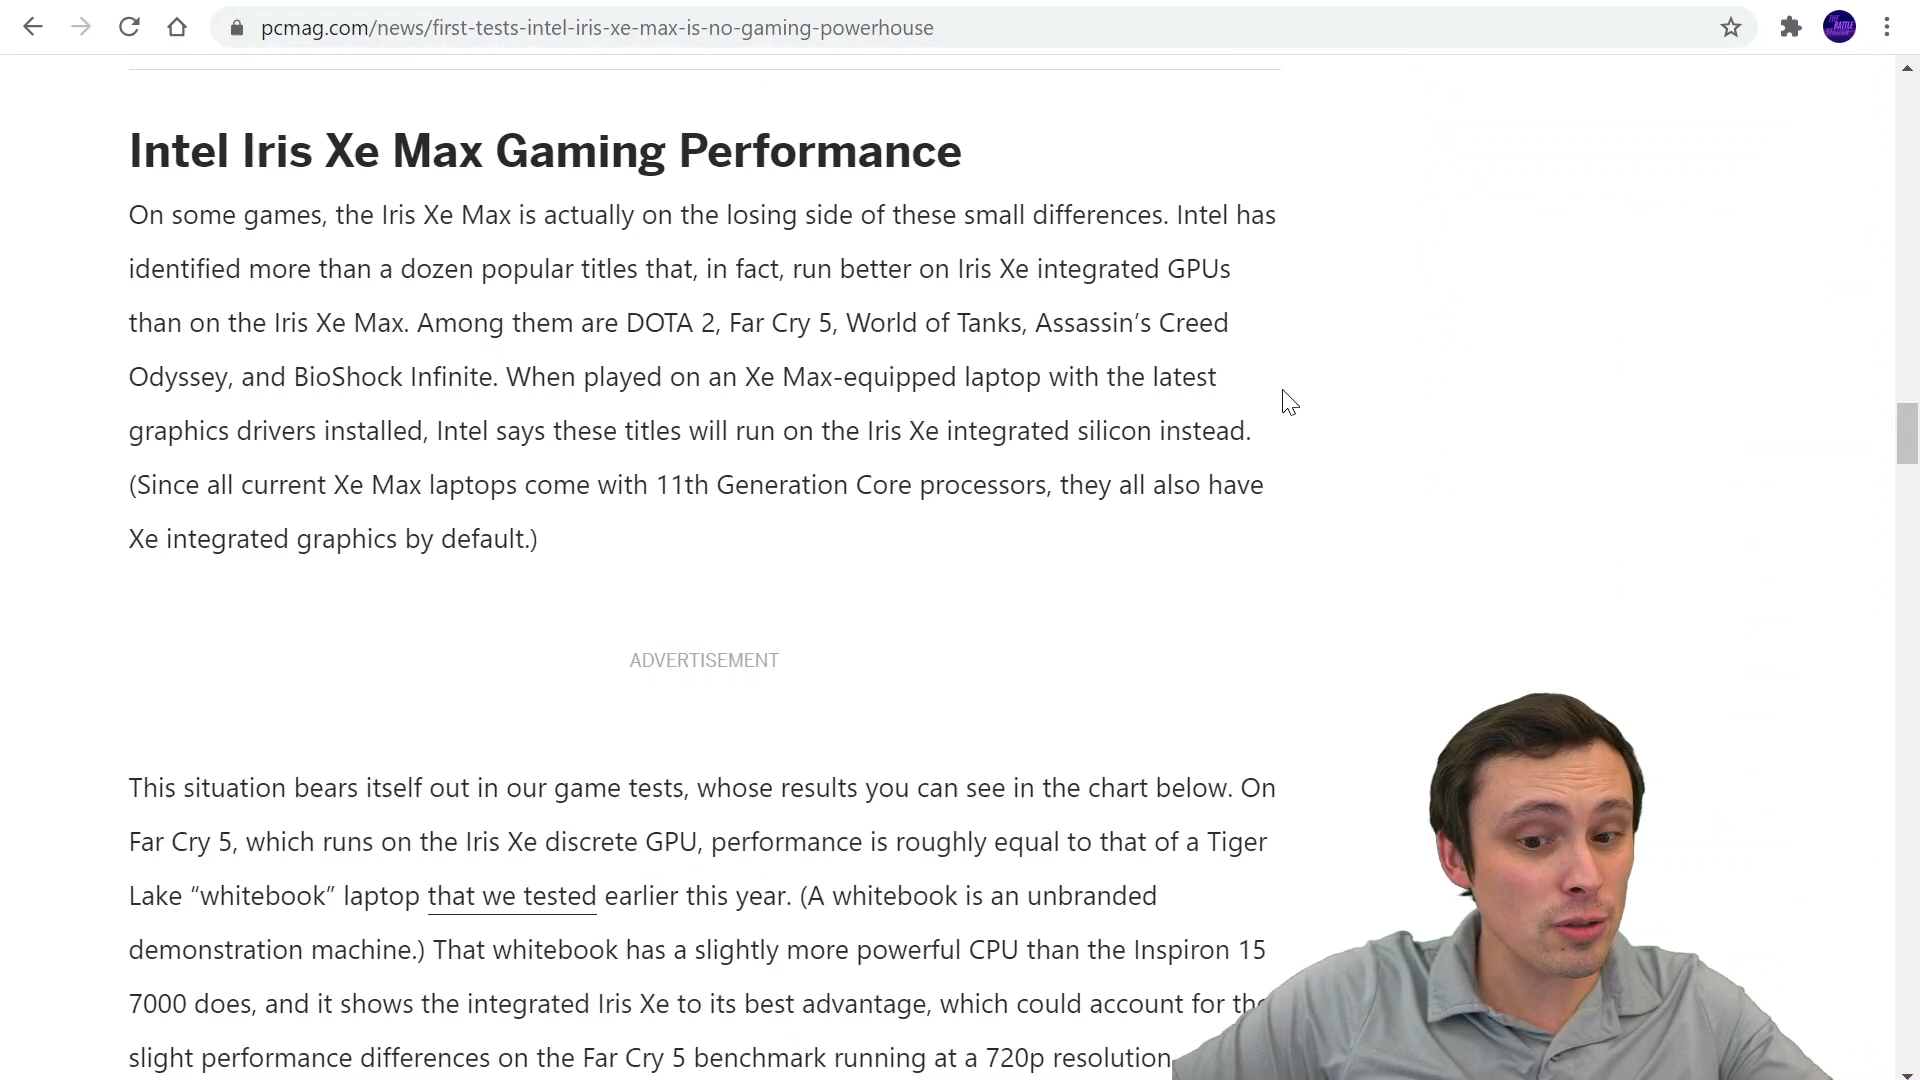 pcmag.com/news/first-tests-intel-iris-xe-max-is-no-gaming-powerhouse
Intel Iris Xe Max Gaming Performance
On some games, the Iris Xe Max is actually on the losing side of these small differences. Intel has
identified more than a dozen popular titles that, in fact, run better on Iris Xe integrated GPUs
than on the Iris Xe Max. Among them are DOTA 2, Far Cry 5, World of Tanks, Assassin’s Creed
Odyssey, and BioShock Infinite. When played on an Xe Max-equipped laptop with the latest
graphics drivers installed, Intel says these titles will run on the Iris Xe integrated silicon instead.
(Since all current Xe Max laptops come with 11th Generation Core processors, they all also have
Xe integrated graphics by default.)
ADVERTISEMENT
This situation bears itself out in our game tests, whose results you can see in the chart below. On
Far Cry 5, which runs on the Iris Xe discrete GPU, performance is roughly equal to that of a Tiger
Lake “whitebook” laptop that we tested earlier this year. (A whitebook is an unbranded
demonstration machine.) That whitebook has a slightly more powerful CPU than the Inspiron 15
7000 does, and it shows the integrated Iris Xe to its best advantage, which could account for the
slight performance differences on the Far Cry 5 benchmark running at a 720p resolution